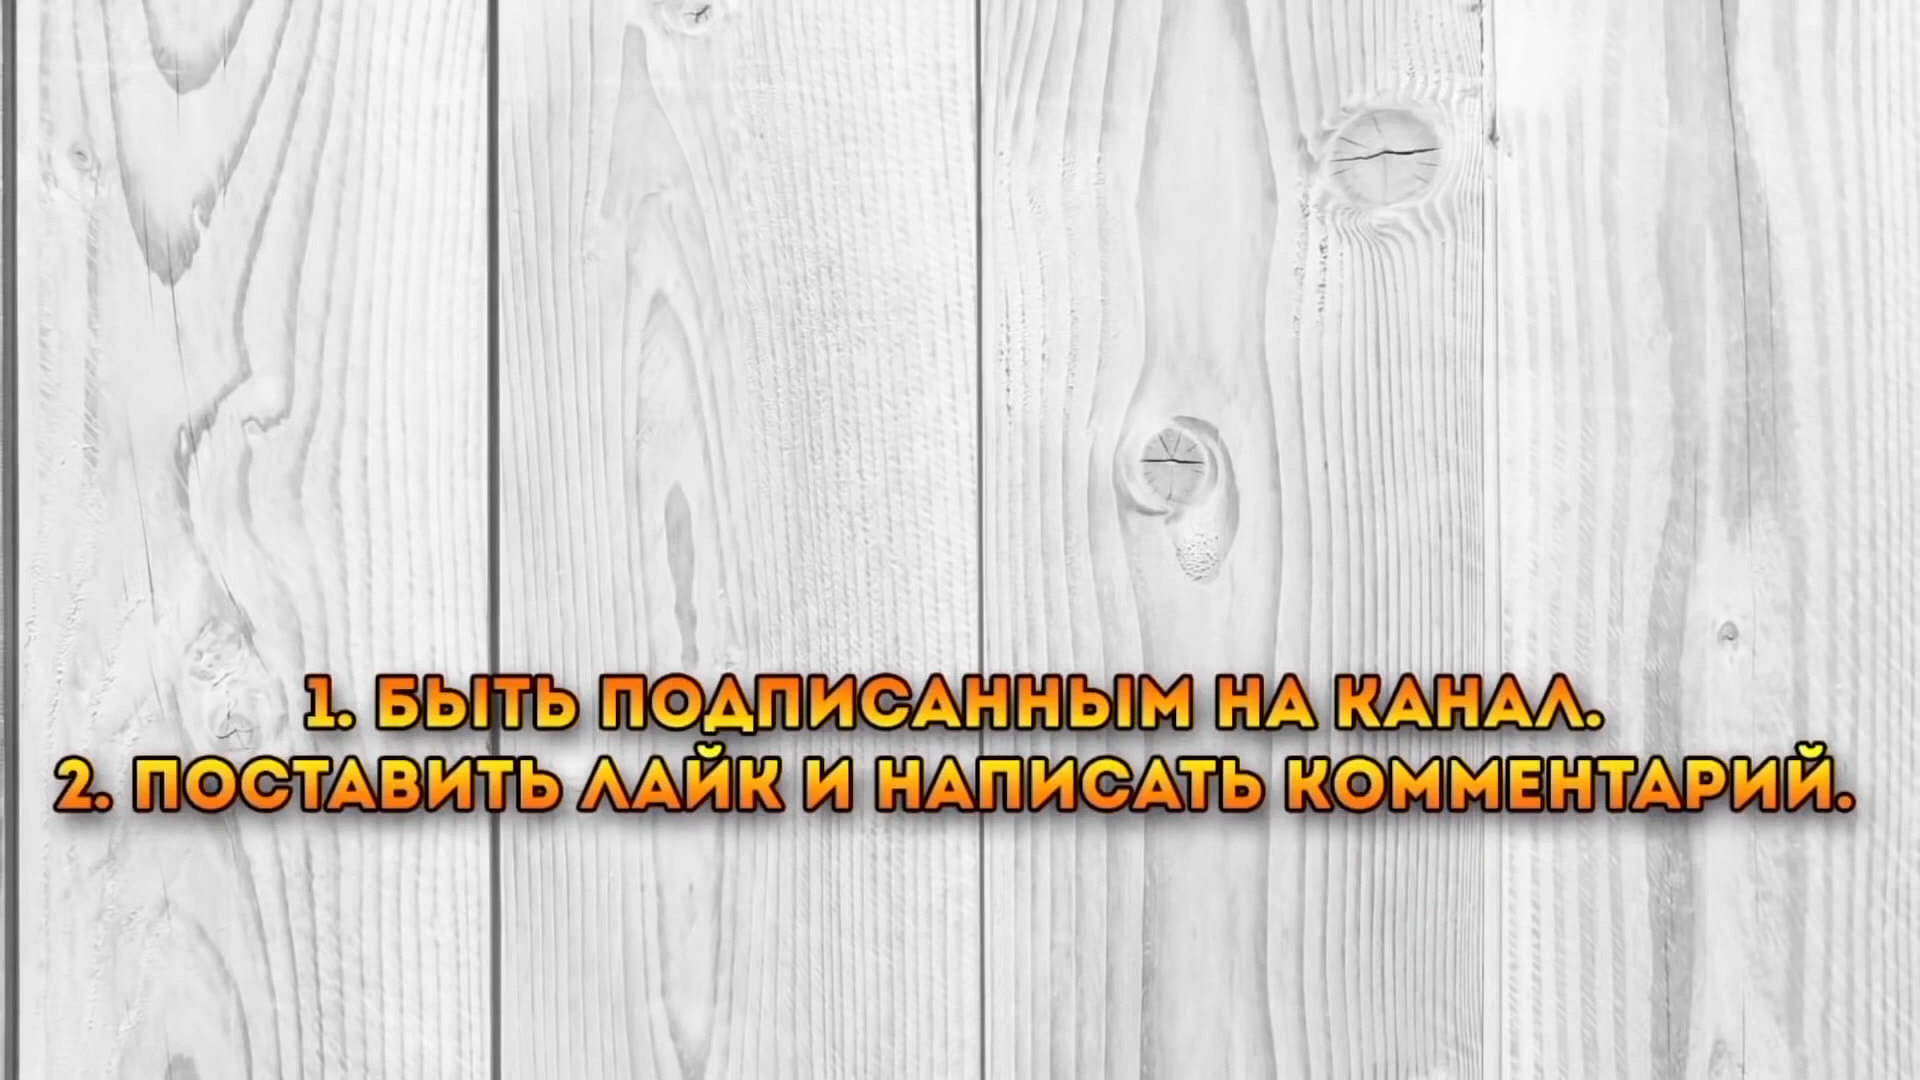 1. БЫТЬ ПОДПИСАННЫМ НА КАНАЛ.
2. ПОСТАВИТЬ ЛАЙК И НАПИСАТЬ КОММЕНТАРИЙ.